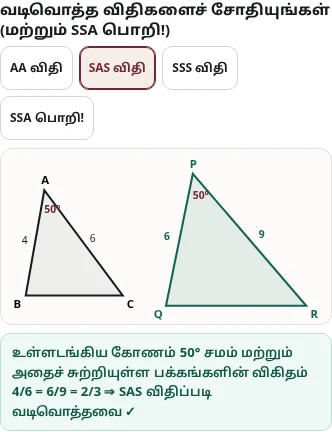 வடிவொத்த விதிகளைச் சோதியுங்கள்
(மற்றும் SSA பொறி!)
AA விதி
SAS விதி
SSS விதி
SSA பொறி!
A
50°
4
6
B
C
P
50°
6
9
Q
R
உள்ளடங்கிய கோணம் 50° சமம் மற்றும்
அதைச் சுற்றியுள்ள பக்கங்களின் விகிதம்
4/6 = 6/9 = 2/3 ⇒ SAS விதிப்படி
வடிவொத்தவை ✓